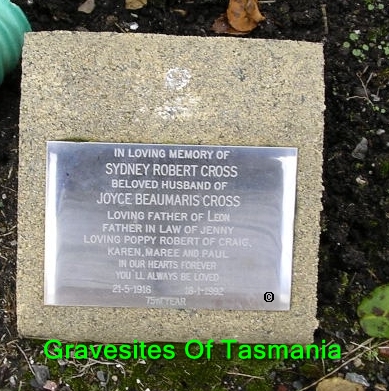 IN LOVING MEMORY OF
SYDNEY ROBERT CROSS
BELOVED HUSBAND OF
JOYCE BEAUMARIS CROSS
LOVING FATHER OF LEON
FATHER IN LAW OF JENNY
LOVING POPPY ROBERT OF CRAIG,
KAREN, MAREE AND PAUL
IN OUR HEARTS FOREVER
YOU'LL ALWAYS BE LOVED
21-5-1916 18-1-1992
75TH YEAR
©
Gravesites Of Tasmania